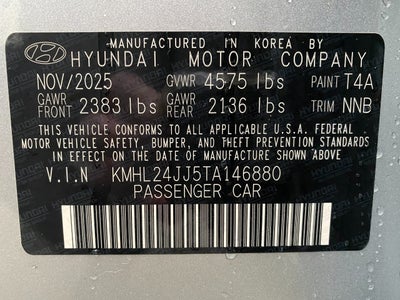 MANUFACTURED IN KOREA BY
HYUNDAI MOTOR COMPANY
NOV/2025 GVWR 4575 lbs PAINT T4A
GAWR FRONT 2383 lbs GAWR REAR 2136 lbs TRIM NNB
THIS VEHICLE CONFORMS TO ALL APPLICABLE U.S.A. FEDERAL
MOTOR VEHICLE SAFETY, BUMPER, AND THEFT PREVENTION STANDARDS
IN EFFECT ON THE DATE OF MANUFACTURE SHOWN ABOVE.
V.I.N KMHL24JJ5TA146880
PASSENGER CAR